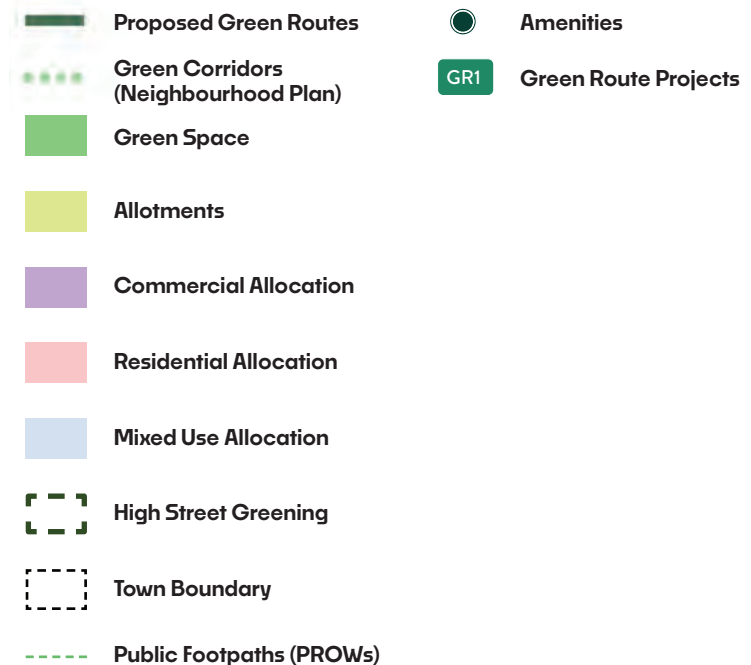 Proposed Green Routes
Green Corridors
(Neighbourhood Plan)
Green Space
Allotments
Commercial Allocation
Residential Allocation
Mixed Use Allocation
High Street Greening
Town Boundary
Public Footpaths (PROWs)
Amenities
GR1 Green Route Projects